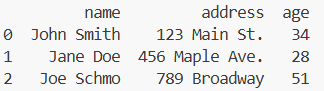 name address age
0 John Smith 123 Main St. 34
1 Jane Doe 456 Maple Ave. 28
2 Joe Schmo 789 Broadway 51